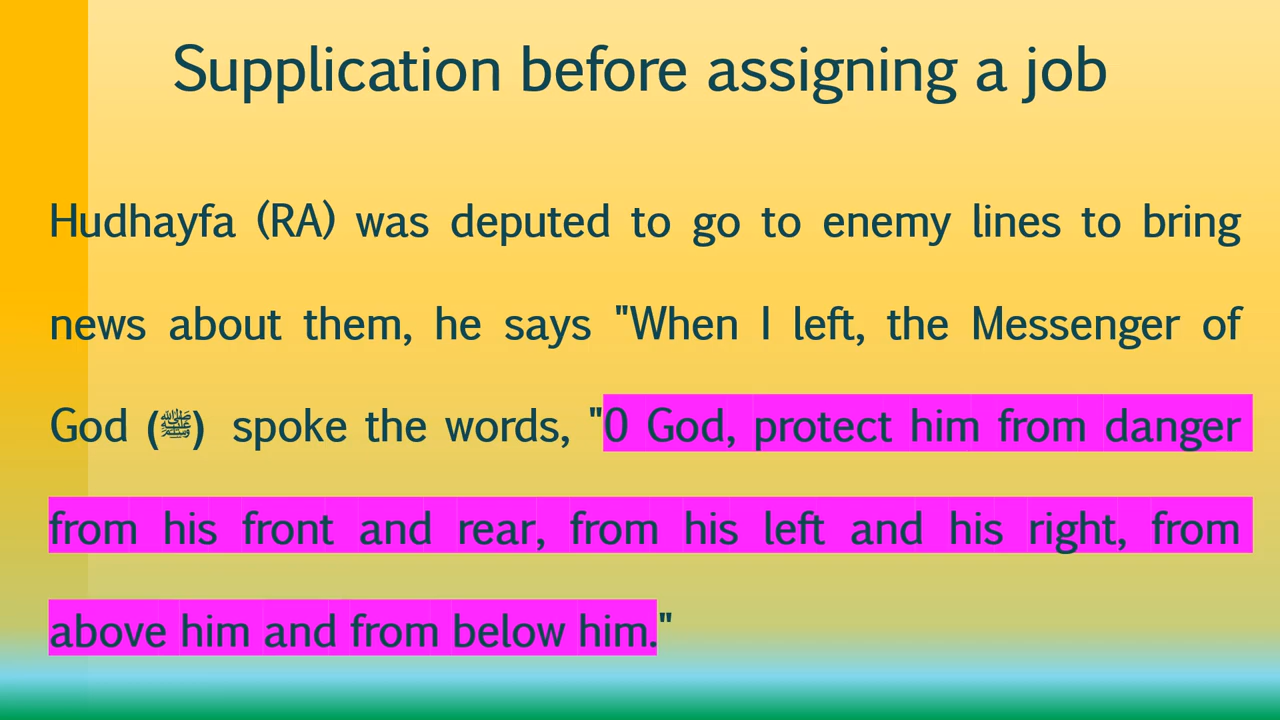 Supplication before assigning a job
Hudhayfa (RA) was deputed to go to enemy lines to bring
news about them, he says "When I left, the Messenger of
God (ﷺ) spoke the words, "0 God, protect him from danger
from his front and rear, from his left and his right, from
above him and from below him."